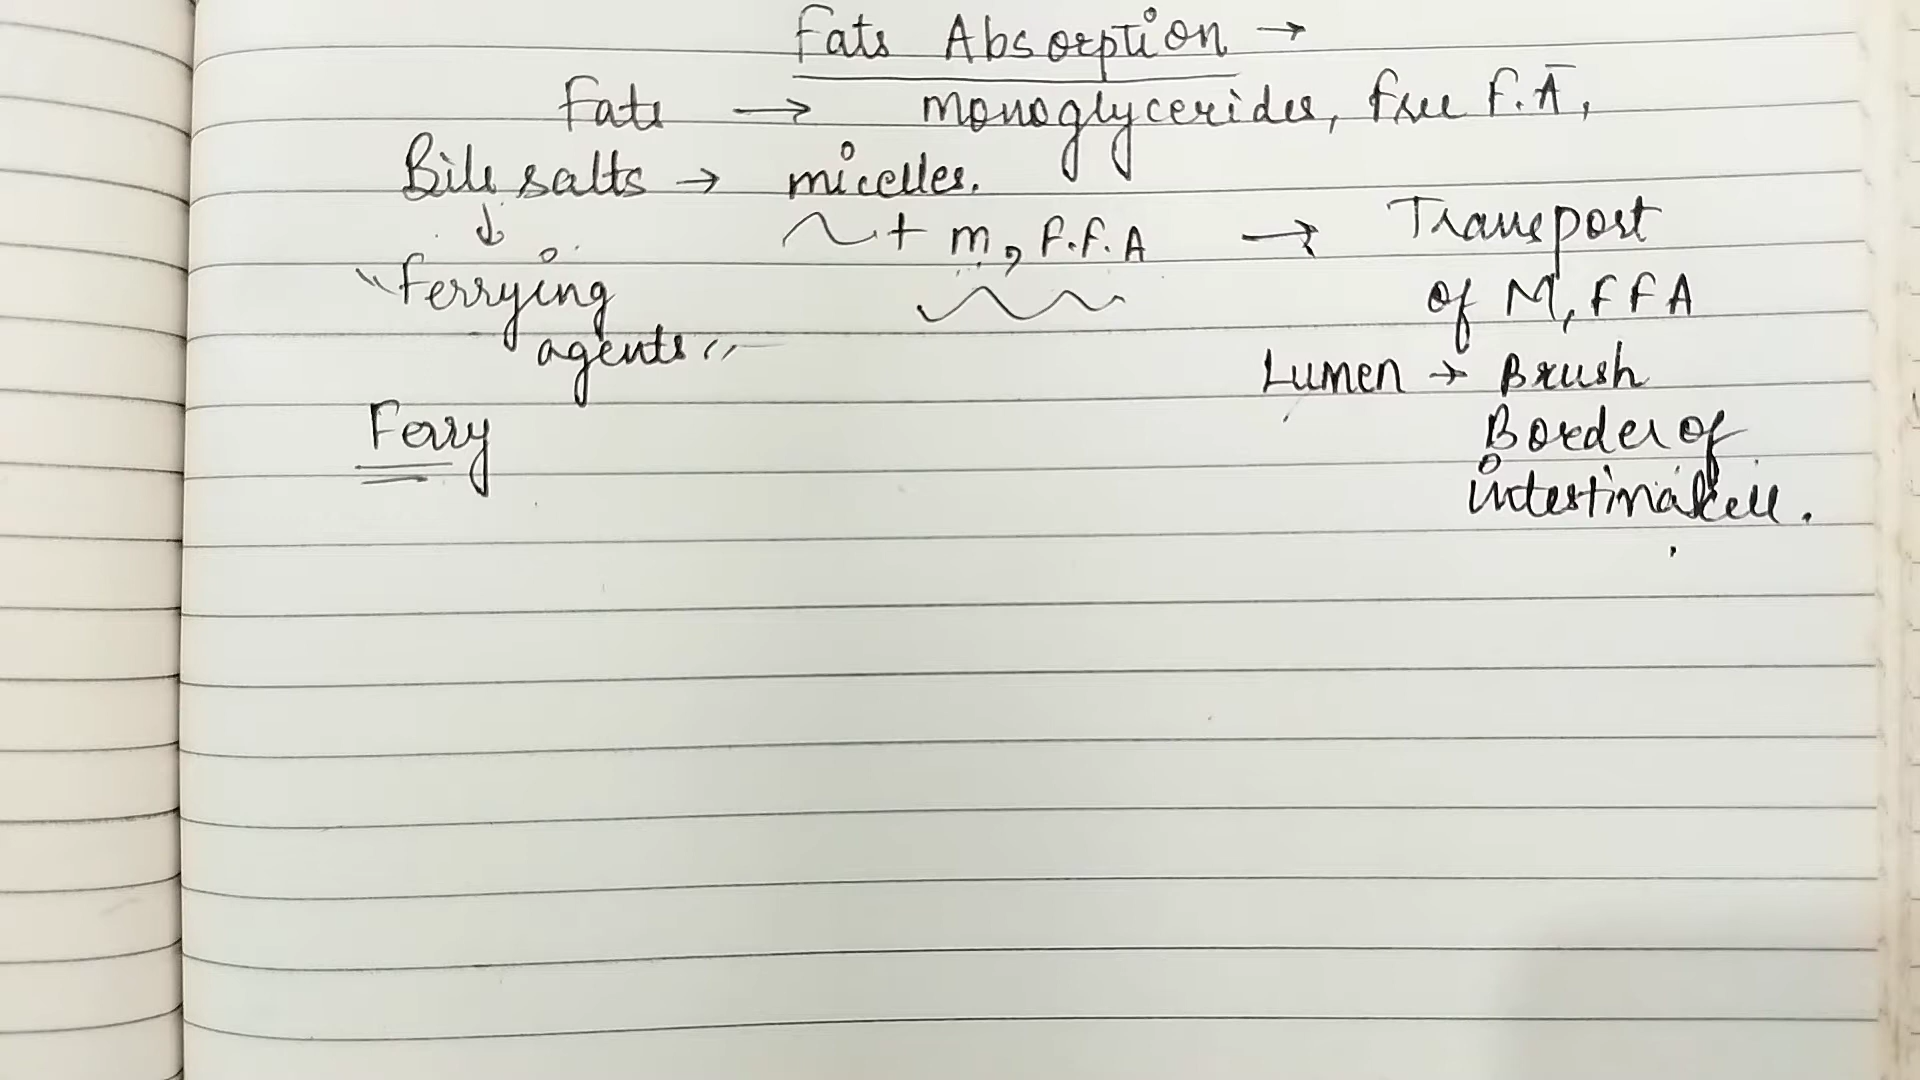 Fats Absorption →
Fats → monoglycerides, free F.A,
Bile salts → micelles.
↓ + m, F.F.A → Transport
"Ferrying of M, FFA
agents" Lumen → Brush
Ferry Border of
intestinal cell.